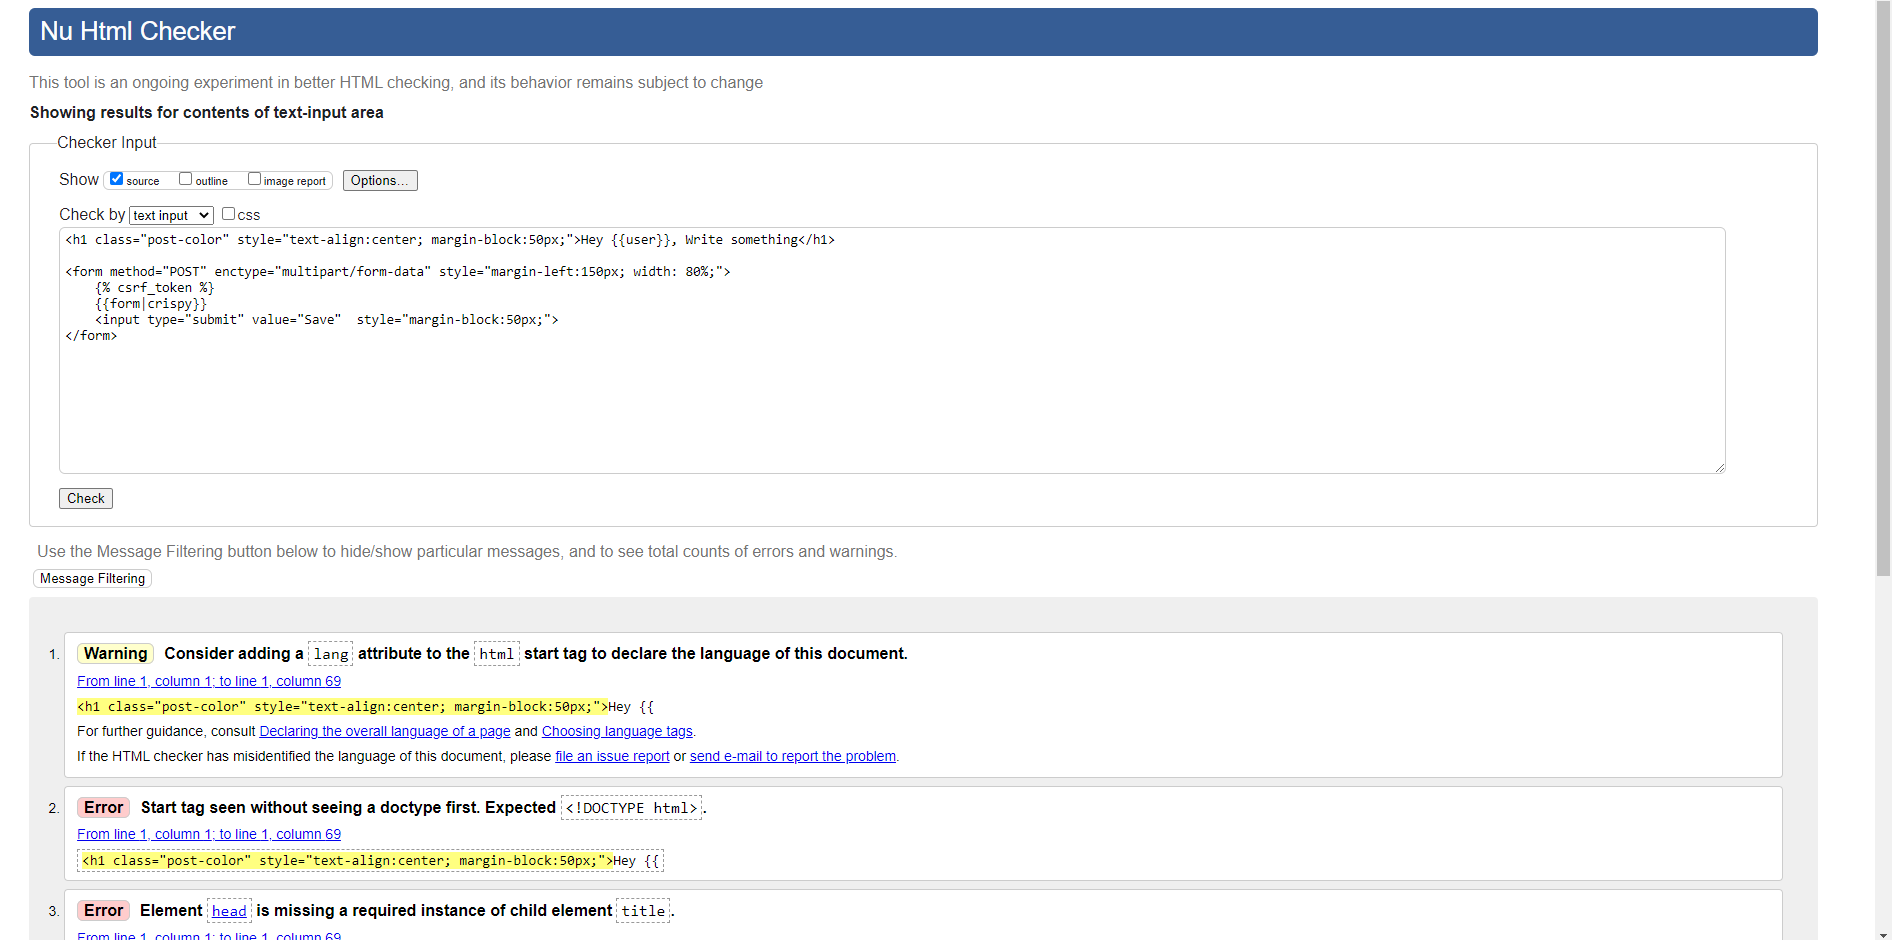 Nu Html Checker
This tool is an ongoing experiment in better HTML checking, and its behavior remains subject to change
Showing results for contents of text-input area
Checker Input
Show source outline image report Options...
Check by text input css
<h1 class="post-color" style="text-align:center; margin-block:50px;">Hey {{user}}, Write something</h1>
<form method="POST" enctype="multipart/form-data" style="margin-left:150px; width: 80%;">
{% csrf_token %}
{{form|crispy}}
<input type="submit" value="Save"  style="margin-block:50px;">
</form>
Check
Use the Message Filtering button below to hide/show particular messages, and to see total counts of errors and warnings.
Message Filtering
1. Warning Consider adding a lang attribute to the html start tag to declare the language of this document.
From line 1, column 1; to line 1, column 69
<h1 class="post-color" style="text-align:center; margin-block:50px;">Hey {{
For further guidance, consult Declaring the overall language of a page and Choosing language tags.
If the HTML checker has misidentified the language of this document, please file an issue report or send e-mail to report the problem.
2. Error Start tag seen without seeing a doctype first. Expected <!DOCTYPE html>.
From line 1, column 1; to line 1, column 69
<h1 class="post-color" style="text-align:center; margin-block:50px;">Hey {{
3. Error Element head is missing a required instance of child element title.
From line 1, column 1; to line 1, column 69